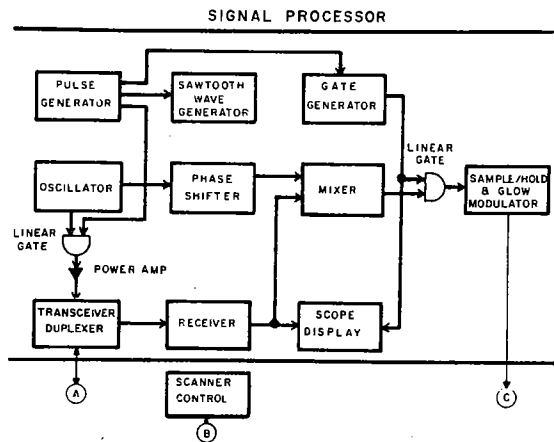 SIGNAL PROCESSOR
PULSE
GENERATOR
SAWTOOTH
WAVE
GENERATOR
GATE
GENERATOR
LINEAR
GATE
OSCILLATOR
PHASE
SHIFTER
MIXER
SAMPLE/HOLD
& GLOW
MODULATOR
LINEAR
GATE
POWER AMP
TRANSCEIVER
DUPLEXER
RECEIVER
SCOPE
DISPLAY
A
SCANNER
CONTROL
B
C